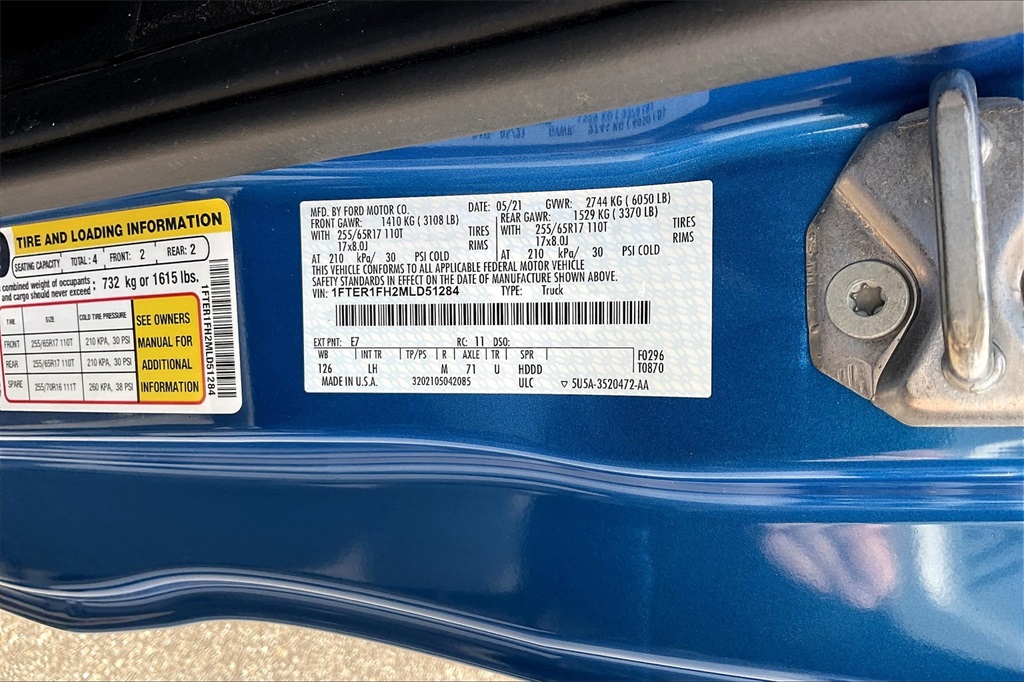 TIRE AND LOADING INFORMATION
SEATING CAPACITY TOTAL: 4 FRONT: 2 REAR: 2
combined weight of occupants and cargo should never exceed: 732 kg or 1615 lbs.
TIRE SIZE COLD TIRE PRESSURE
FRONT 255/65R17 110T 210 KPA, 30 PSI
REAR 255/65R17 110T 210 KPA, 30 PSI
SPARE 255/70R16 111T 260 KPA, 38 PSI
SEE OWNERS
MANUAL FOR
ADDITIONAL
INFORMATION
1FTER1FH2MLD51284
MFD. BY FORD MOTOR CO. DATE: 05/21 GVWR: 2744 KG ( 6050 LB)
FRONT GAWR: 1410 KG ( 3108 LB) REAR GAWR: 1529 KG ( 3370 LB)
WITH 255/65R17 110T TIRES WITH 255/65R17 110T TIRES
17x8.0J RIMS 17x8.0J RIMS
AT 210 kPa/ 30 PSI COLD AT 210 kPa/ 30 PSI COLD
THIS VEHICLE CONFORMS TO ALL APPLICABLE FEDERAL MOTOR VEHICLE
SAFETY STANDARDS IN EFFECT ON THE DATE OF MANUFACTURE SHOWN ABOVE.
VIN: 1FTER1FH2MLD51284 TYPE: Truck
EXT PNT: E7 RC: 11 DSO:
WB INT TR TP/PS R AXLE TR SPR F0296
126 LH M 71 U HDDD T0870
MADE IN U.S.A. 3202105042085 ULC 5U5A-3520472-AA